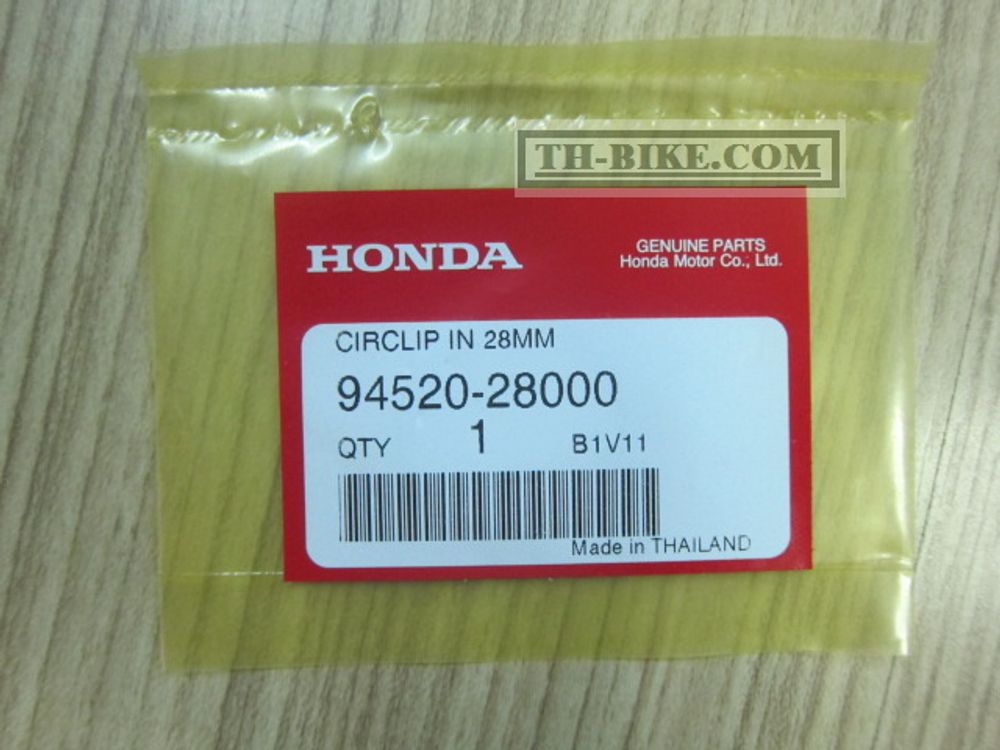 TH-BIKE.COM
HONDA
GENUINE PARTS
Honda Motor Co., Ltd.
CIRCLIP IN 28MM
94520-28000
QTY 1 B1V11
Made in THAILAND